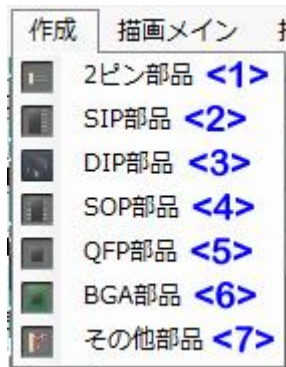 作成 描画メイン
2ピン部品 <1>
SIP部品 <2>
DIP部品 <3>
SOP部品 <4>
QFP部品 <5>
BGA部品 <6>
その他部品 <7>